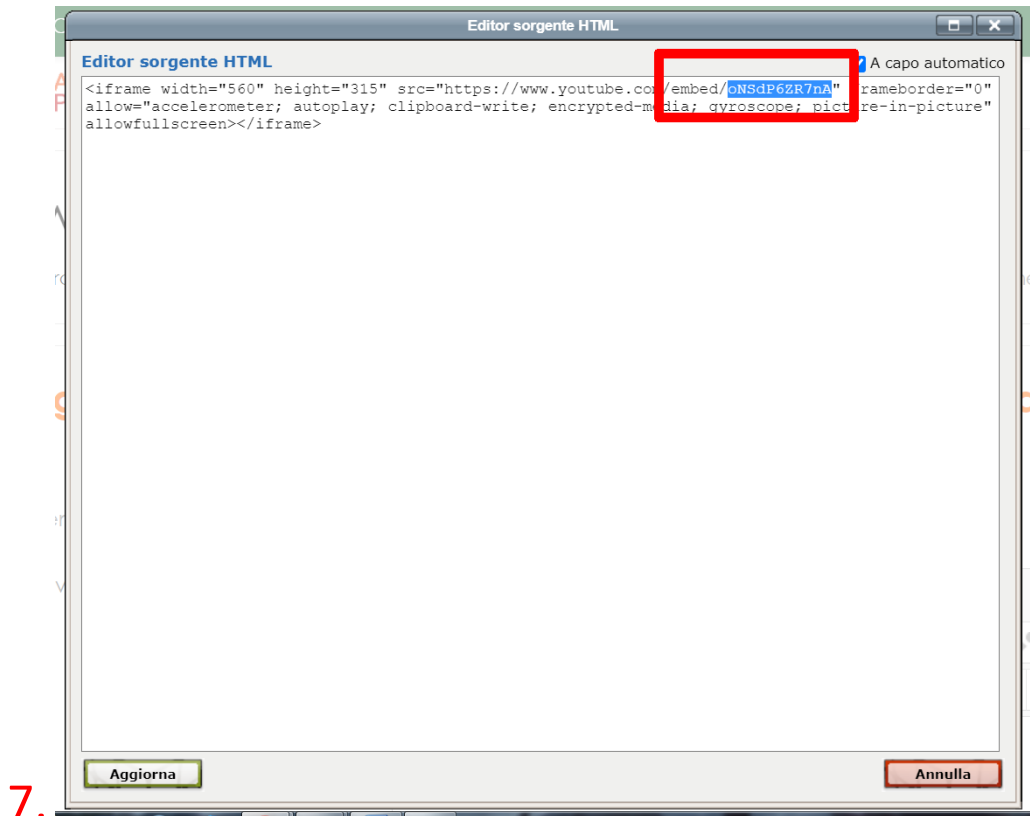 Editor sorgente HTML
Editor sorgente HTML
A capo automatico
<iframe width="560" height="315" src="https://www.youtube.com/embed/oNSdP6ZR7nA" frameborder="0"
allow="accelerometer; autoplay; clipboard-write; encrypted-media; gyroscope; picture-in-picture"
allowfullscreen></iframe>
Aggiorna
Annulla
7.